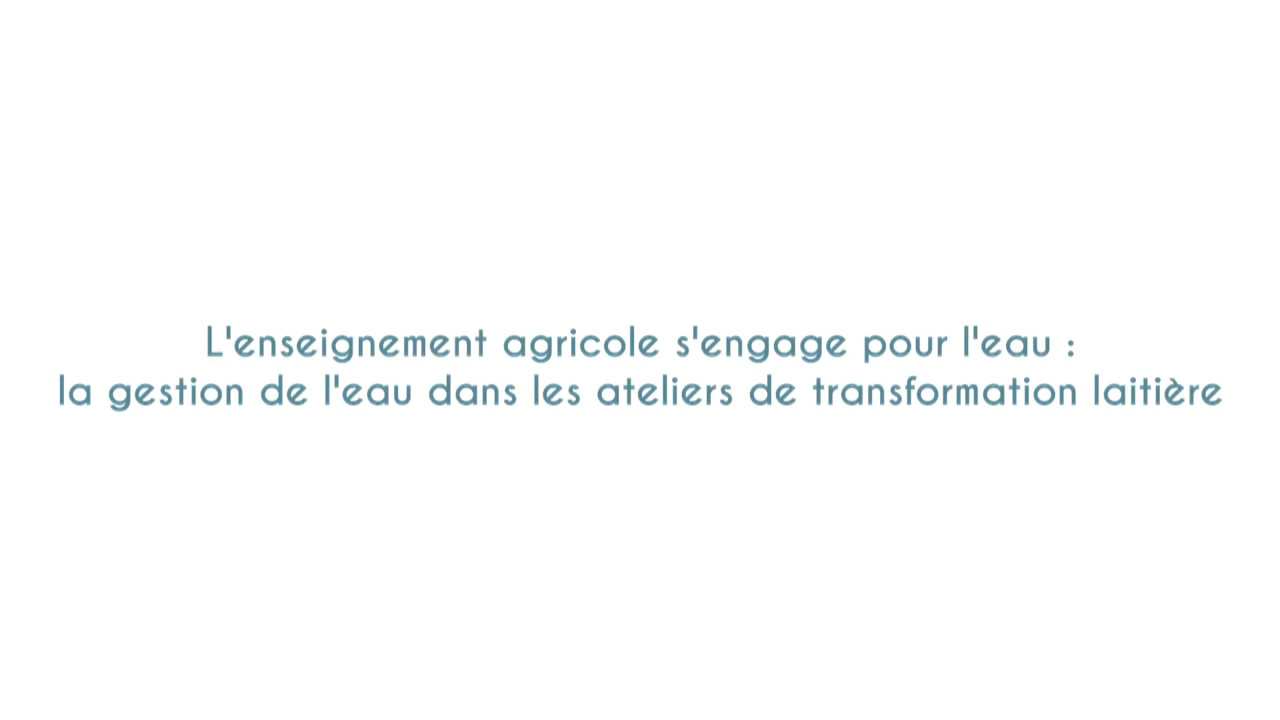 L'enseignement agricole s'engage pour l'eau :
la gestion de l'eau dans les ateliers de transformation laitière